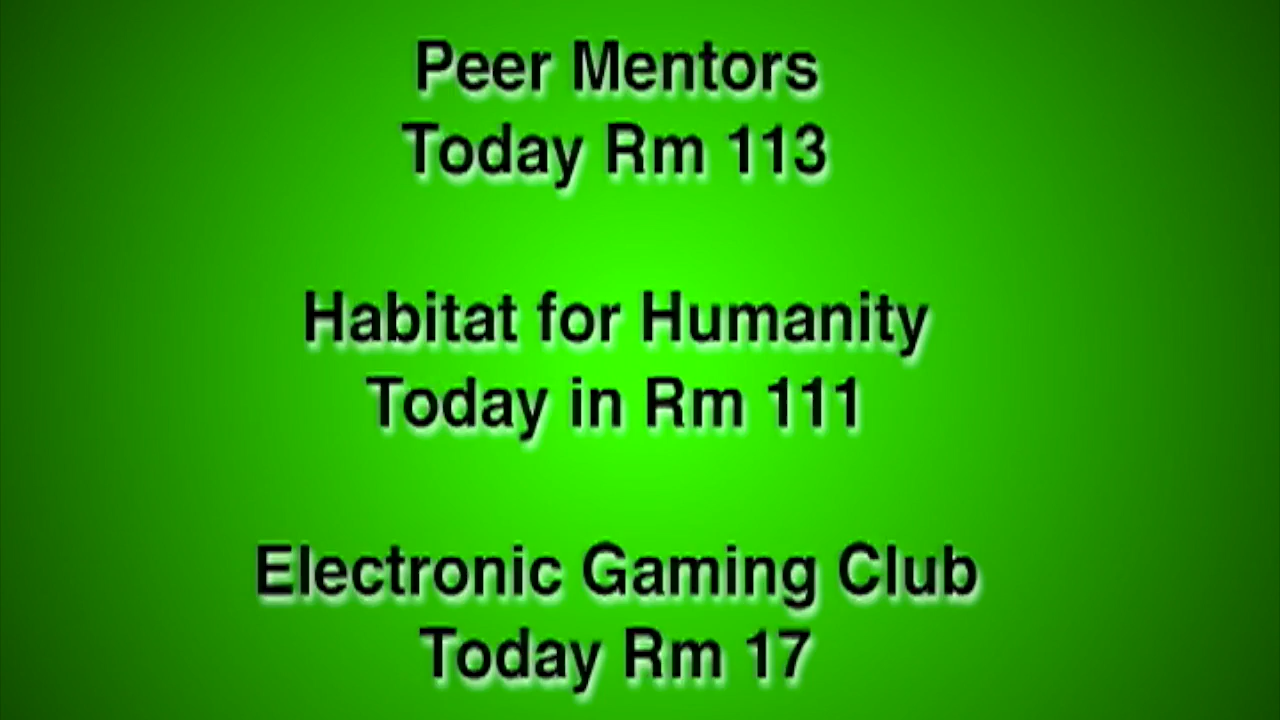 Peer Mentors
Today Rm 113
Habitat for Humanity
Today in Rm 111
Electronic Gaming Club
Today Rm 17